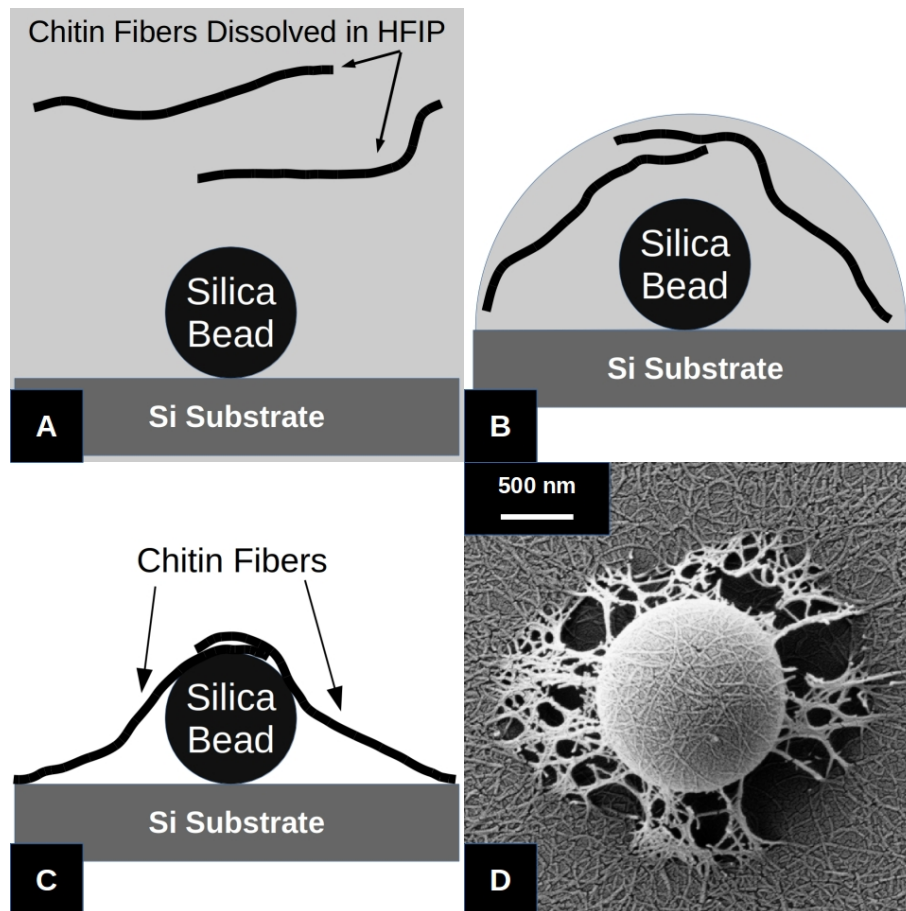 Chitin Fibers Dissolved in HFIP
Silica
Bead
Si Substrate
A
Silica
Bead
Si Substrate
B
Chitin Fibers
Silica
Bead
Si Substrate
C
500 nm
D